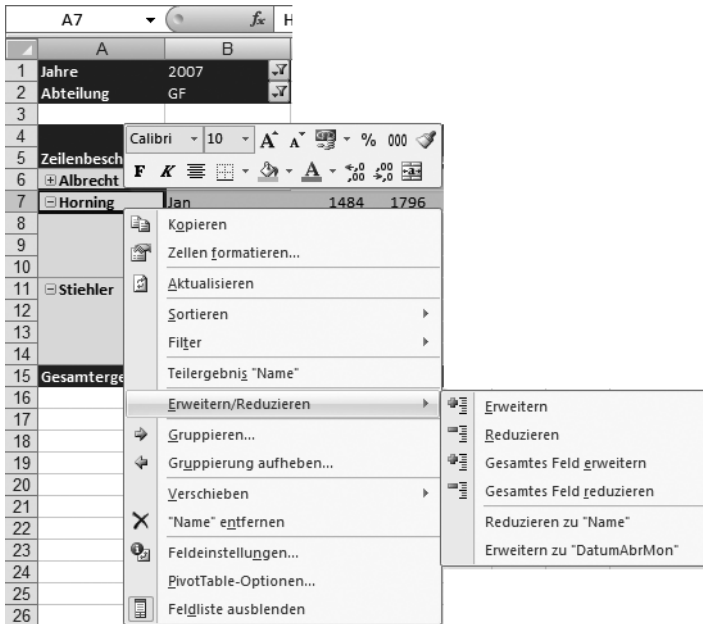 A7 fx H
A B
1 Jahre 2007
2 Abteilung GF
3
4 Calibri 10 A A % 000
5 Zeilenbesch F K A ,00 ,00 a
6 Albrecht
7 Horning Jan 1484 1796
8 Kopieren
9 Zellen formatieren...
10
11 Stiehler Aktualisieren
12 Sortieren
13 Filter
14
15 Gesamterge Teilergebnis "Name"
16 Erweitern/Reduzieren Erweitern
17
18 Gruppieren... Reduzieren
19 Gruppierung aufheben... Gesamtes Feld erweitern
20 Gesamtes Feld reduzieren
21 Verschieben
22 "Name" entfernen Reduzieren zu "Name"
23 Feldeinstellungen... Erweitern zu "DatumAbrMon"
24 PivotTable-Optionen...
25
26 Feldliste ausblenden